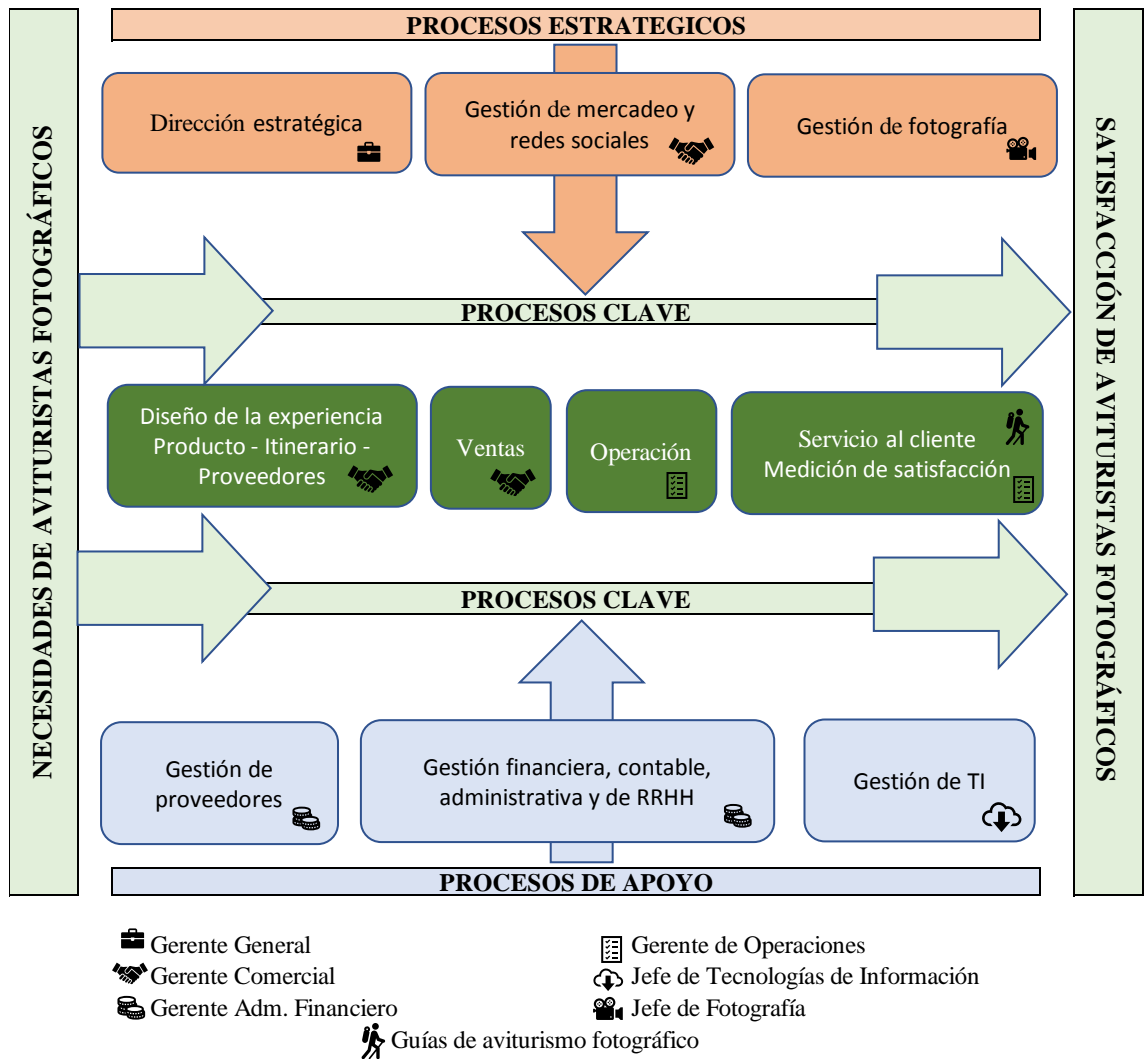 NECESIDADES DE AVITURISTAS FOTOGRÁFICOS
PROCESOS ESTRATEGICOS
Dirección estratégica
Gestión de mercadeo y
redes sociales
Gestión de fotografía
PROCESOS CLAVE
Diseño de la experiencia
Producto - Itinerario -
Proveedores
Ventas
Operación
Servicio al cliente
Medición de satisfacción
PROCESOS CLAVE
Gestión de
proveedores
Gestión financiera, contable,
administrativa y de RRHH
Gestión de TI
PROCESOS DE APOYO
SATISFACCIÓN DE AVITURISTAS FOTOGRÁFICOS
Gerente General
Gerente de Operaciones
Gerente Comercial
Jefe de Tecnologías de Información
Gerente Adm. Financiero
Jefe de Fotografía
Guías de aviturismo fotográfico